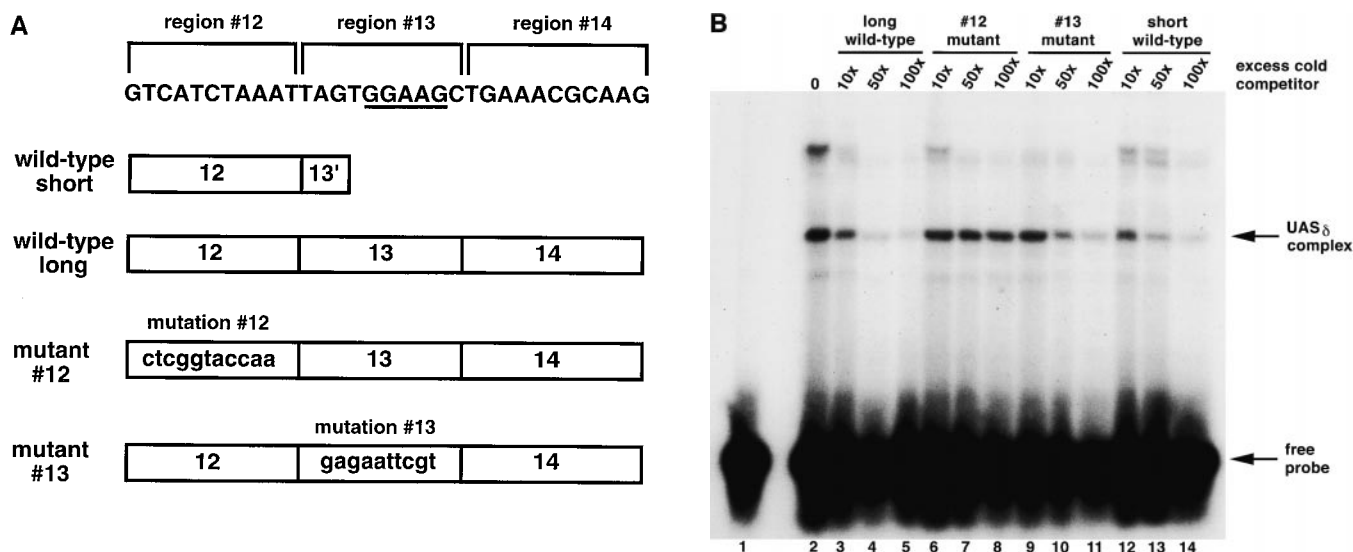 A
region #12 region #13 region #14
GTCATCTAAATTAGTGGAAGCTGAAACGCAAG
wild-type
short
12 13'
wild-type
long
12 13 14
mutation #12
mutant
#12
ctcggtaccaa 13 14
mutation #13
mutant
#13
12 gagaattcgt 14
B
long
wild-type
#12
mutant
#13
mutant
short
wild-type
0 10x 50x 100x 10x 50x 100x 10x 50x 100x 10x 50x 100x
excess cold
competitor
UASδ
complex
free
probe
1 2 3 4 5 6 7 8 9 10 11 12 13 14